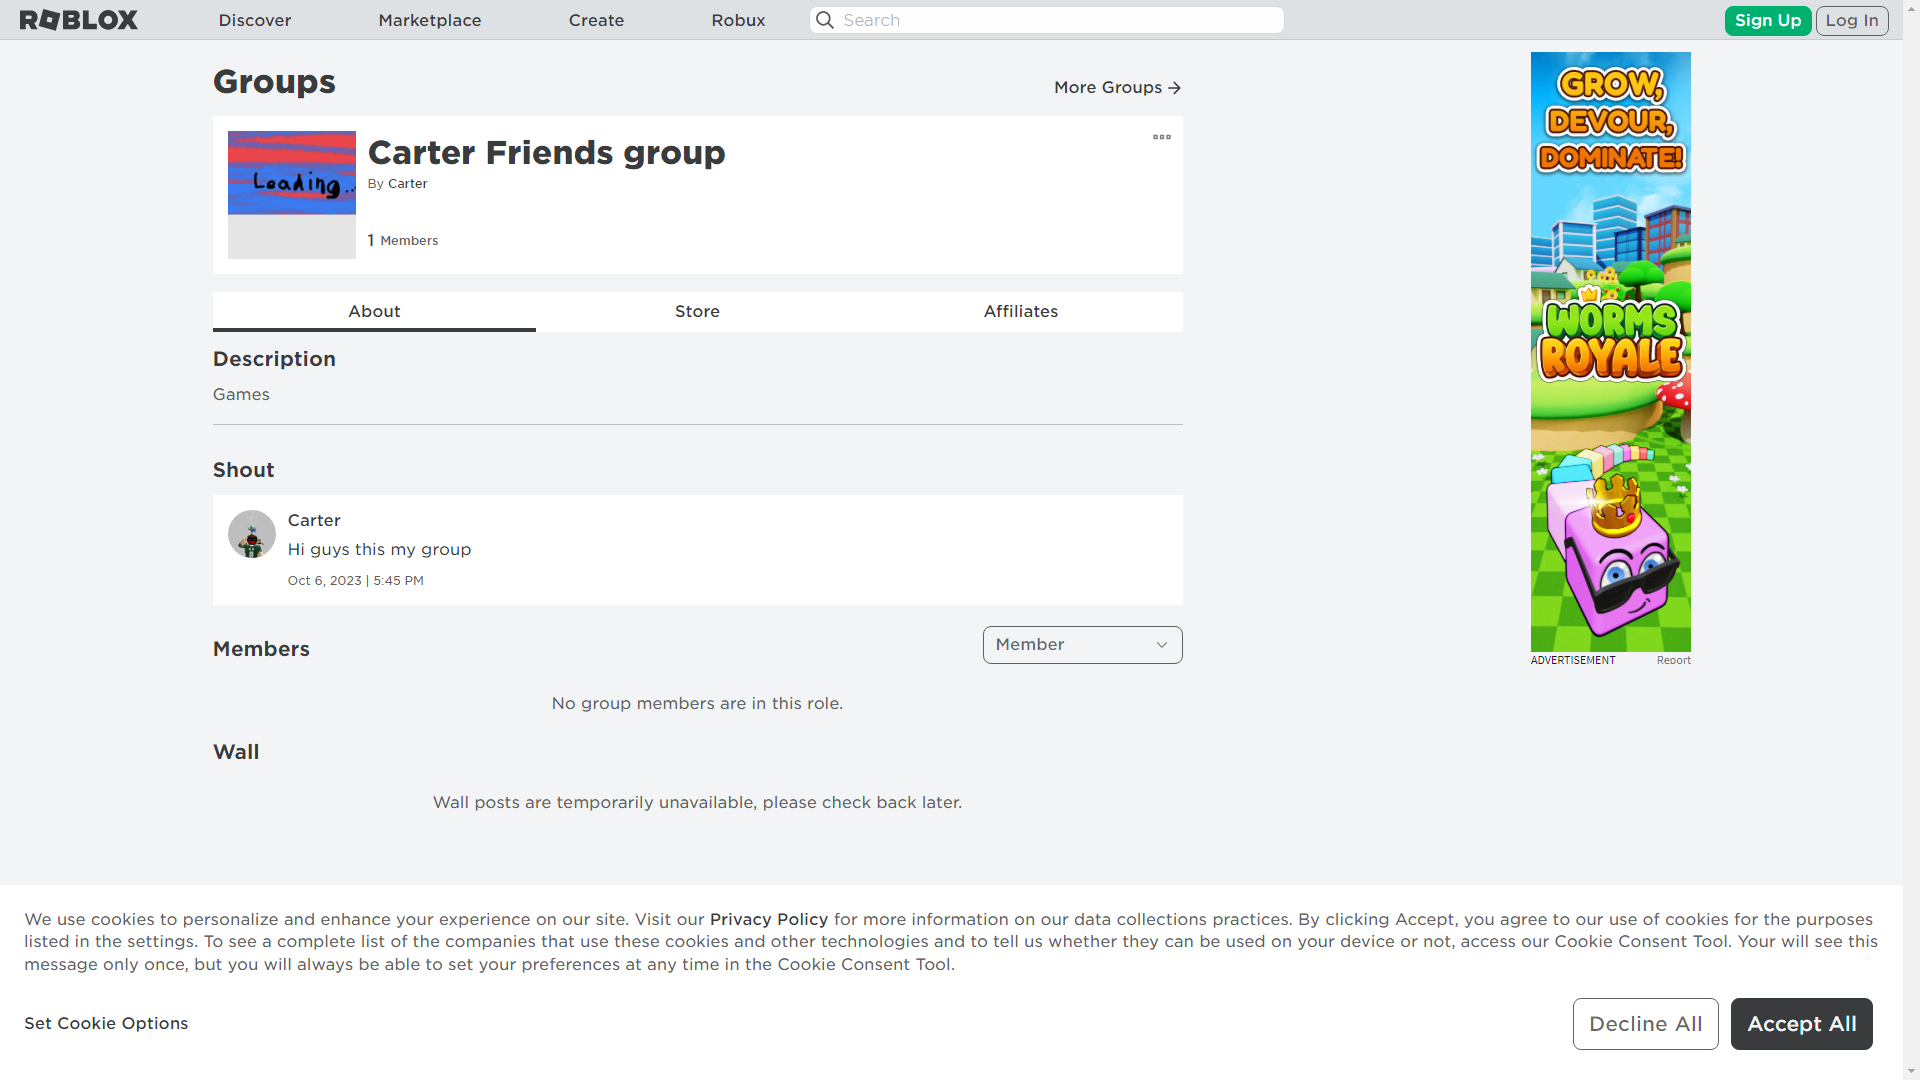 ROBLOX
Discover
Marketplace
Create
Robux
Search
Sign Up
Log In
Groups
More Groups
Loading..
Carter Friends group
By Carter
1 Members
About
Store
Affiliates
Description
Games
Shout
Carter
Hi guys this my group
Oct 6, 2023 | 5:45 PM
Members
Member
No group members are in this role.
Wall
Wall posts are temporarily unavailable, please check back later.
GROW,
DEVOUR,
DOMINATE!
WORMS
ROYALE
ADVERTISEMENT
Report
We use cookies to personalize and enhance your experience on our site. Visit our Privacy Policy for more information on our data collections practices. By clicking Accept, you agree to our use of cookies for the purposes
listed in the settings. To see a complete list of the companies that use these cookies and other technologies and to tell us whether they can be used on your device or not, access our Cookie Consent Tool. Your will see this
message only once, but you will always be able to set your preferences at any time in the Cookie Consent Tool.
Set Cookie Options
Decline All
Accept All